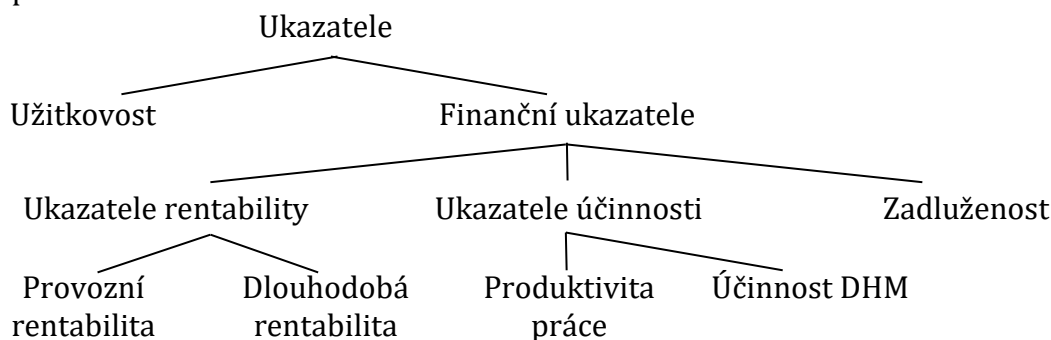 Ukazatele
Užitkovost Finanční ukazatele
Ukazatele rentability Ukazatele účinnosti Zadluženost
Provozní Dlouhodobá Produktivita Účinnost DHM
rentabilita rentabilita práce